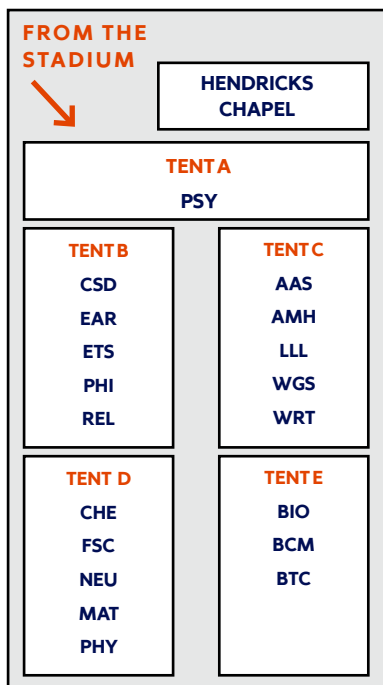 FROM THE
STADIUM
HENDRICKS
CHAPEL
TENT A
PSY
TENT B
CSD
EAR
ETS
PHI
REL
TENT C
AAS
AMH
LLL
WGS
WRT
TENT D
CHE
FSC
NEU
MAT
PHY
TENT E
BIO
BCM
BTC